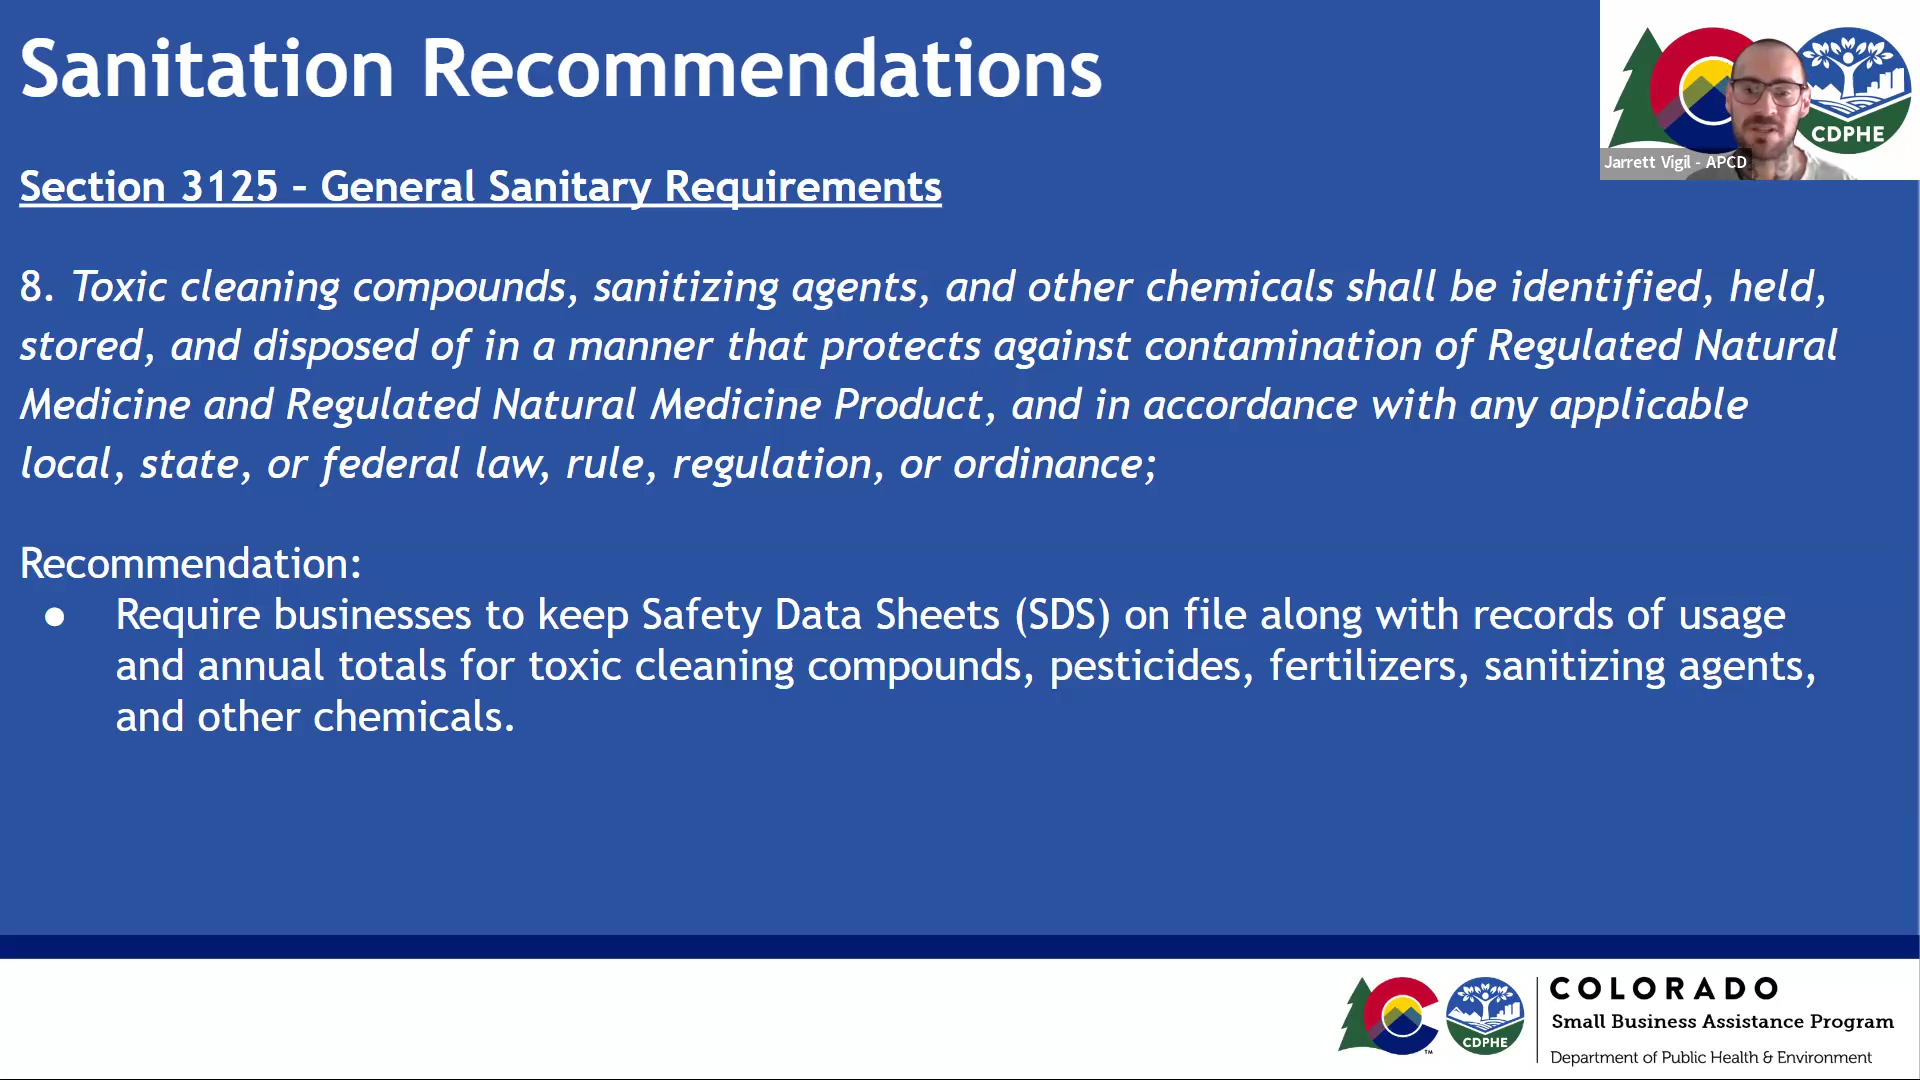 Sanitation Recommendations
CDPHE
Jarrett Vigil - APCD
Section 3125 – General Sanitary Requirements
8. Toxic cleaning compounds, sanitizing agents, and other chemicals shall be identified, held,
stored, and disposed of in a manner that protects against contamination of Regulated Natural
Medicine and Regulated Natural Medicine Product, and in accordance with any applicable
local, state, or federal law, rule, regulation, or ordinance;
Recommendation:
● Require businesses to keep Safety Data Sheets (SDS) on file along with records of usage
and annual totals for toxic cleaning compounds, pesticides, fertilizers, sanitizing agents,
and other chemicals.
COLORADO
Small Business Assistance Program
CDPHE
TM
Department of Public Health & Environment